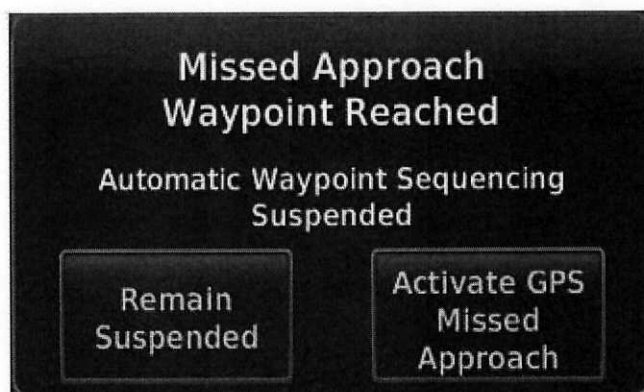 Missed Approach
Waypoint Reached
Automatic Waypoint Sequencing
Suspended
Remain
Suspended
Activate GPS
Missed
Approach